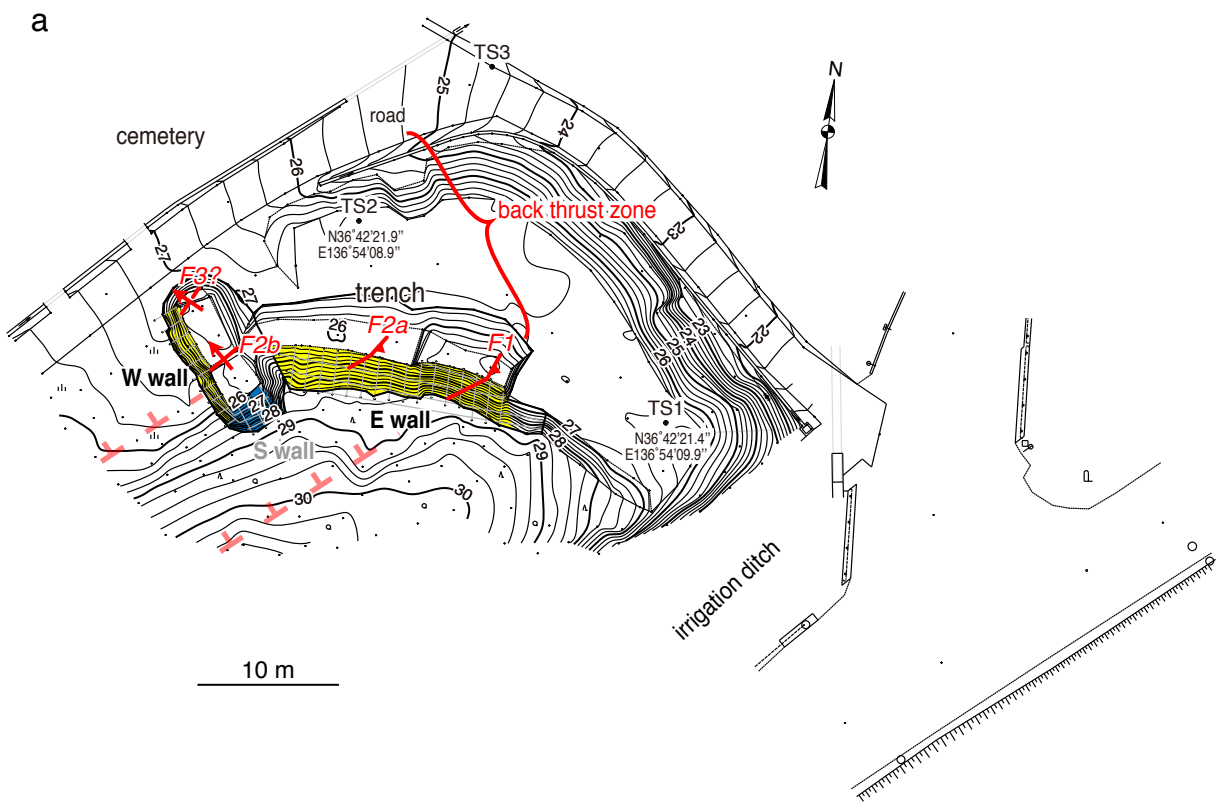 a
TS3
N
25
road
24
cemetery
26
TS2
back thrust zone
N36˚42'21.9”
E136˚54'08.9”
23
27
F3?
27
trench
22
26
F2a
23
24
25
26
F2b
F1
W wall
26
27
28
29
E wall
TS1
27
28
N36˚42'21.4”
E136˚54'09.9”
S wall
29
30
irrigation ditch
10 m